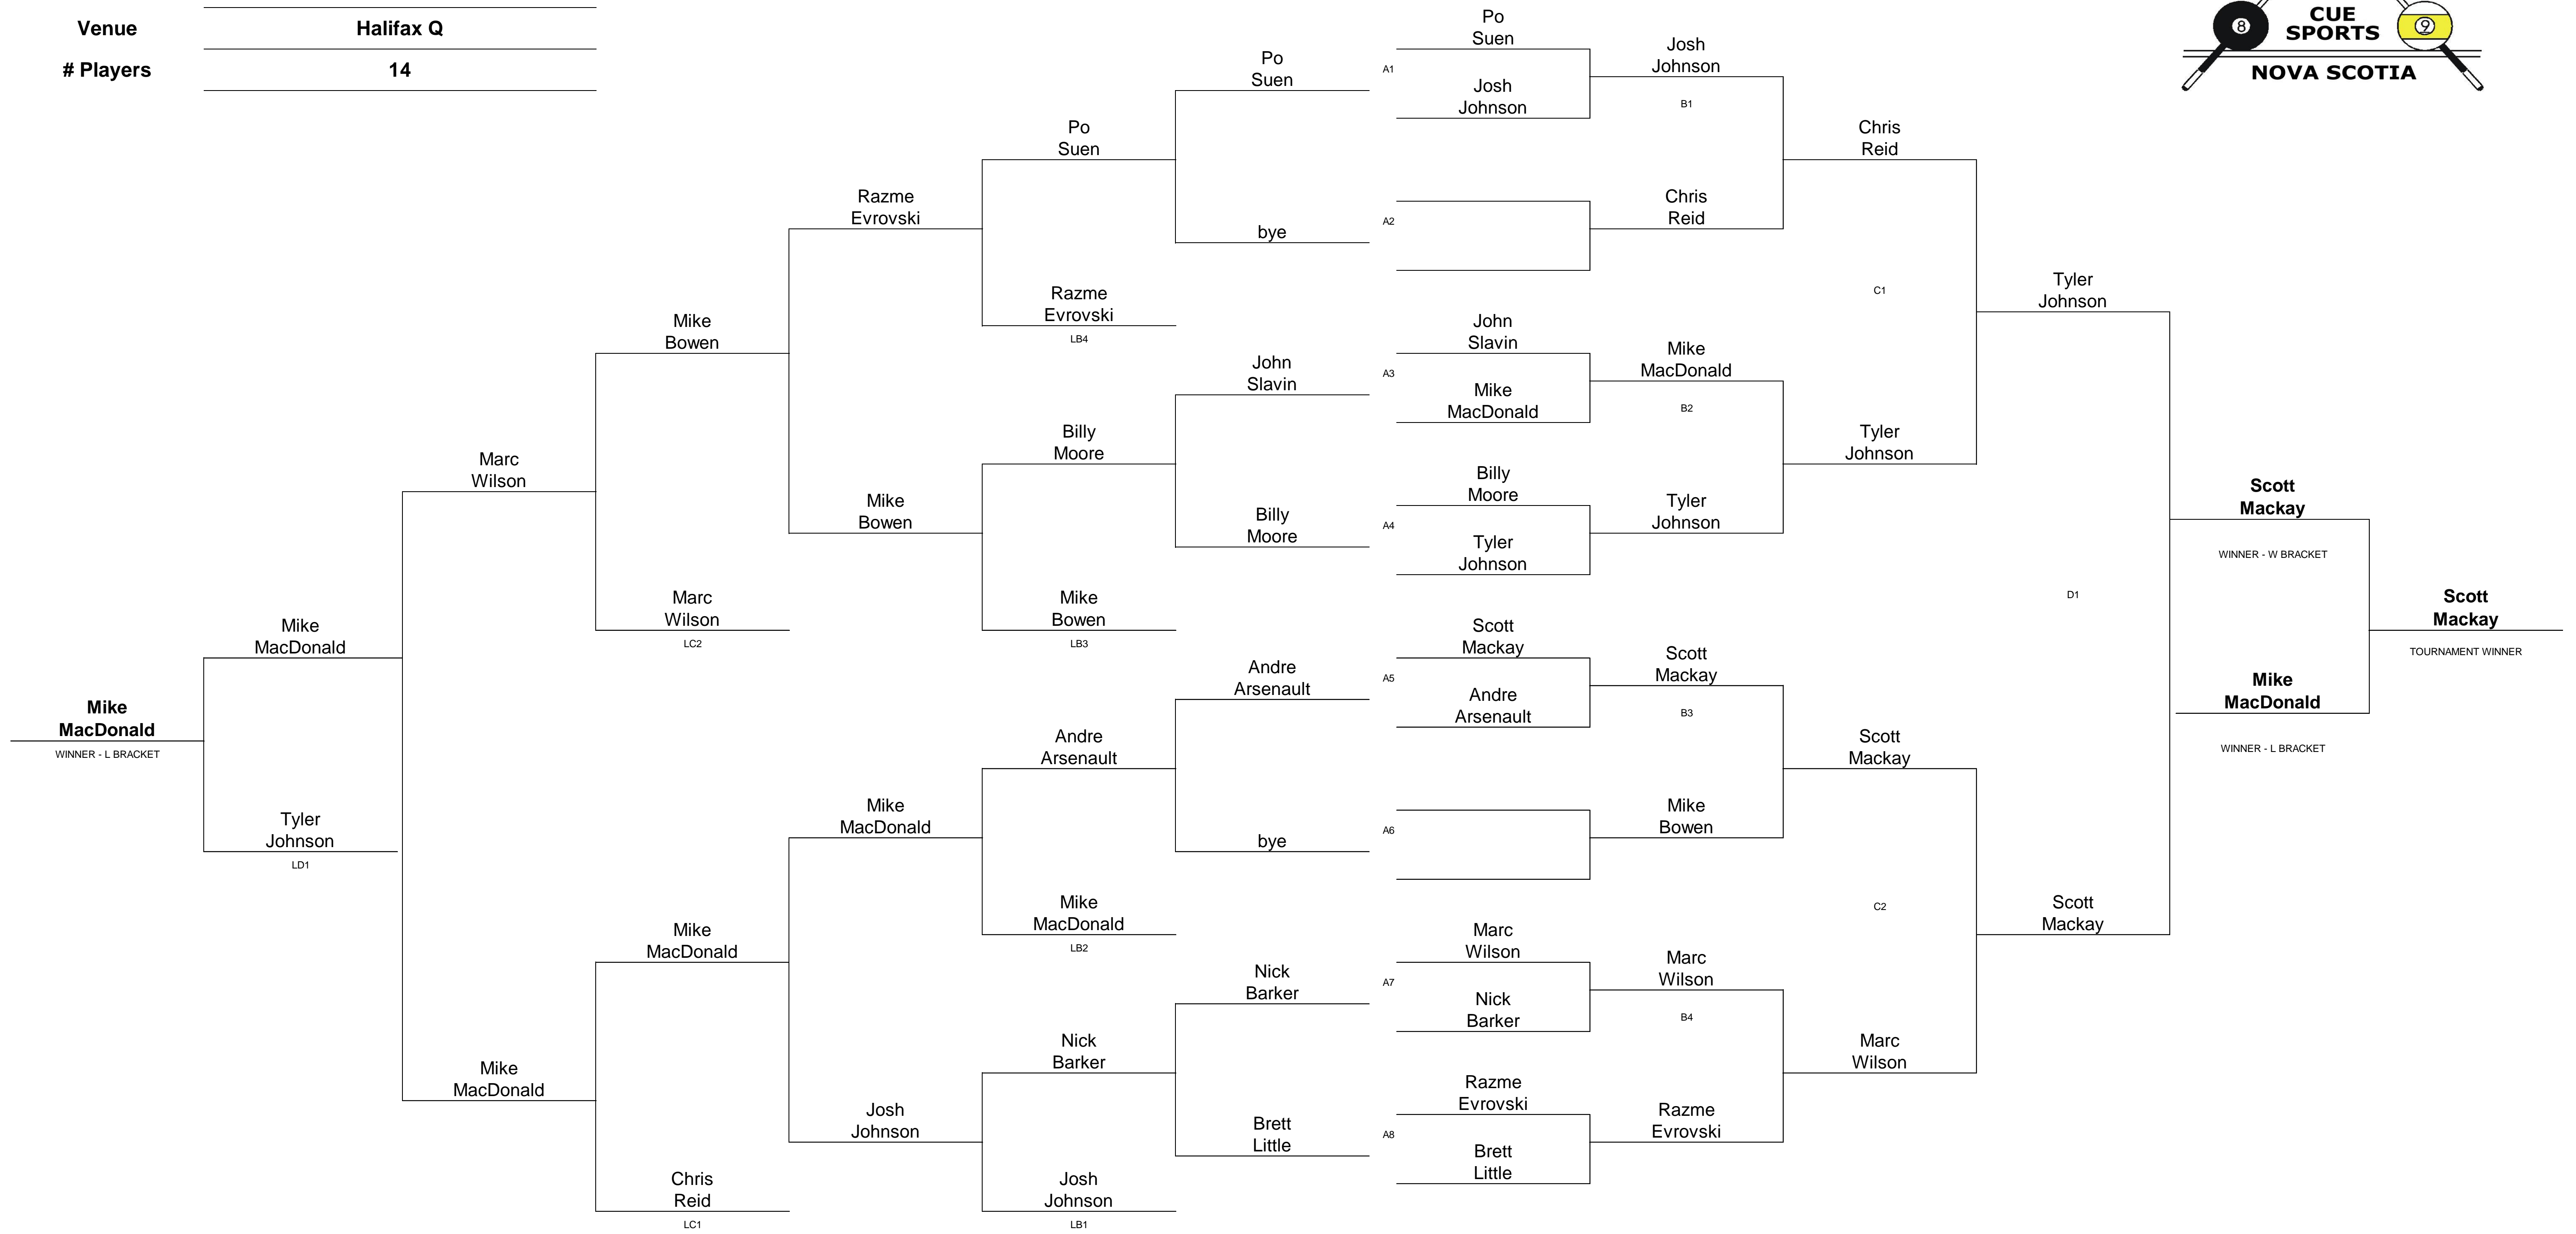 Venue
Halifax Q
# Players
14
8
CUE
SPORTS
9
NOVA SCOTIA
Mike
MacDonald
WINNER - L BRACKET
Mike
MacDonald
Tyler
Johnson
LD1
Marc
Wilson
Mike
MacDonald
Mike
Bowen
Marc
Wilson
LC2
Mike
MacDonald
Chris
Reid
LC1
Razme
Evrovski
Mike
Bowen
Mike
MacDonald
Josh
Johnson
Po
Suen
Razme
Evrovski
LB4
Billy
Moore
Mike
Bowen
LB3
Andre
Arsenault
Mike
MacDonald
LB2
Nick
Barker
Josh
Johnson
LB1
Po
Suen
bye
John
Slavin
Billy
Moore
Andre
Arsenault
bye
Nick
Barker
Brett
Little
Po
Suen
A1
Josh
Johnson
A2
John
Slavin
A3
Mike
MacDonald
Billy
Moore
A4
Tyler
Johnson
Scott
Mackay
A5
Andre
Arsenault
A6
Marc
Wilson
A7
Nick
Barker
Razme
Evrovski
A8
Brett
Little
Josh
Johnson
B1
Chris
Reid
Mike
MacDonald
B2
Tyler
Johnson
Scott
Mackay
B3
Mike
Bowen
Marc
Wilson
B4
Razme
Evrovski
Chris
Reid
C1
Tyler
Johnson
Scott
Mackay
C2
Marc
Wilson
Tyler
Johnson
D1
Scott
Mackay
Scott
Mackay
WINNER - W BRACKET
Mike
MacDonald
WINNER - L BRACKET
Scott
Mackay
TOURNAMENT WINNER